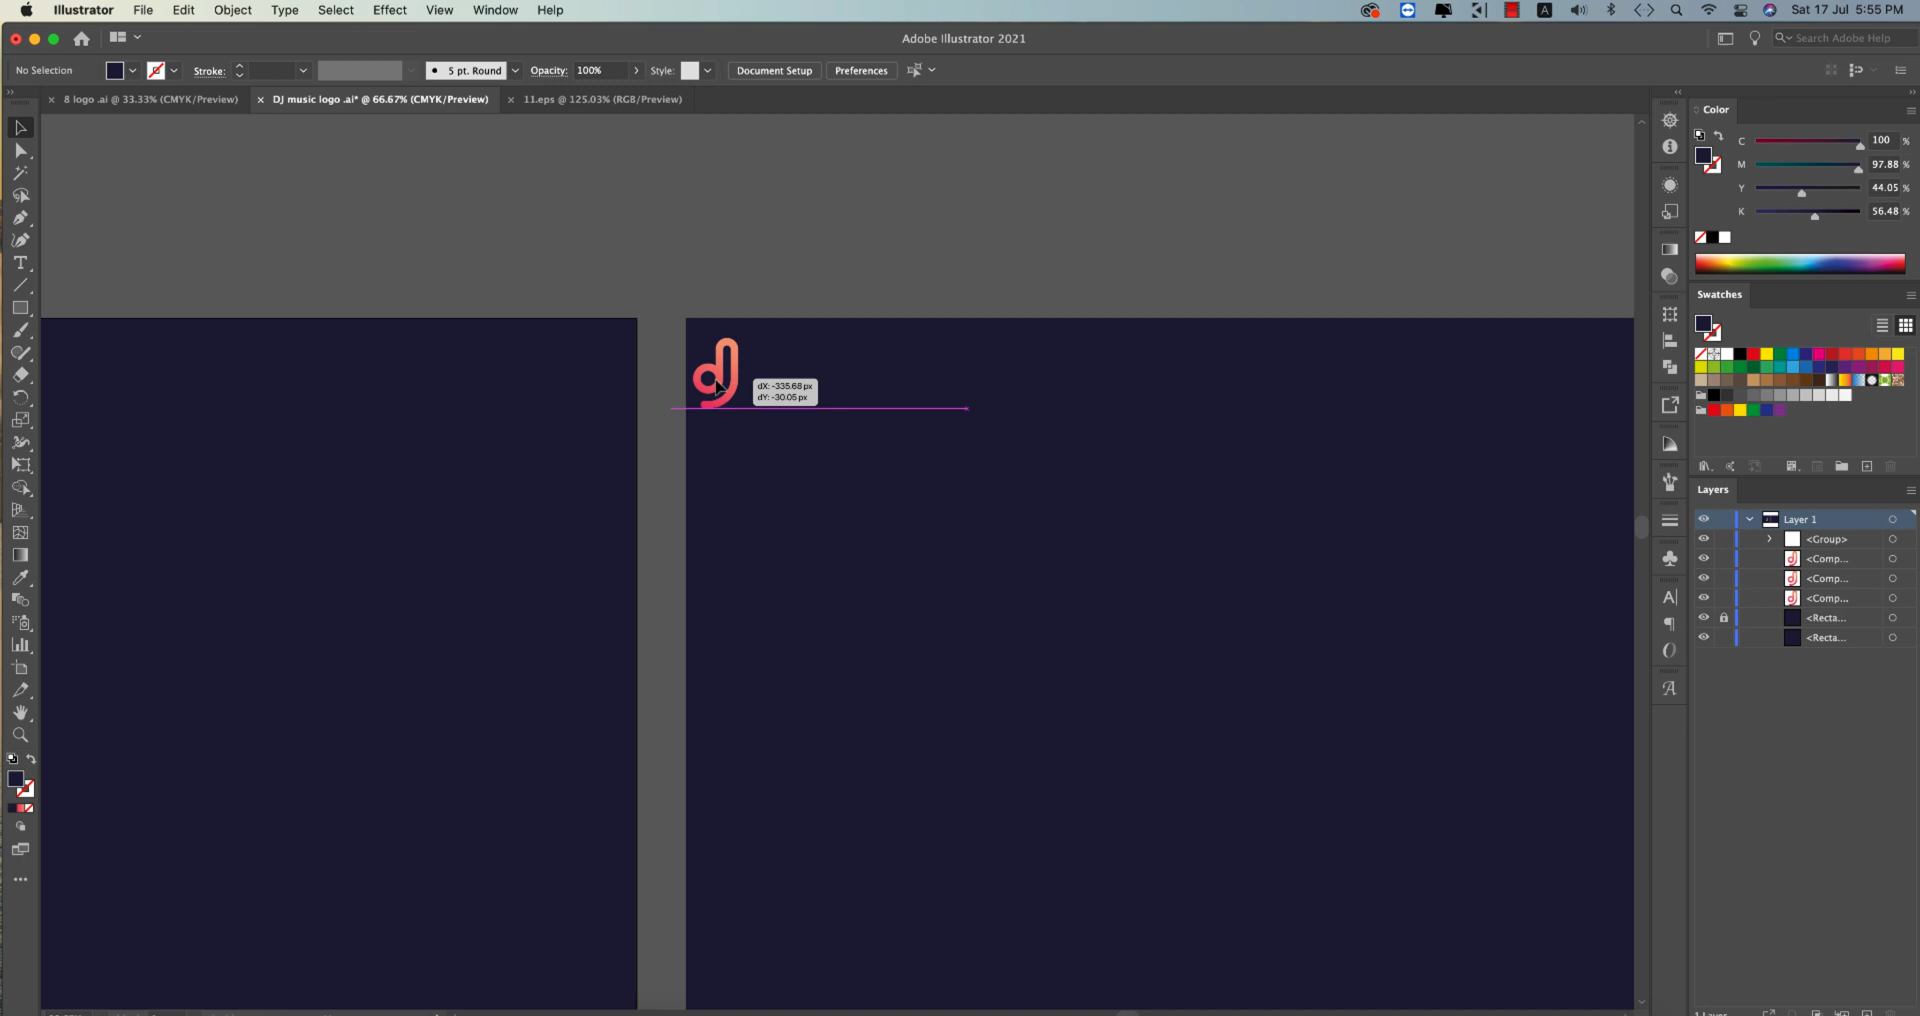 Illustrator File Edit Object Type Select Effect View Window Help
A
Sat 17 Jul 5:55 PM
Adobe Illustrator 2021
Search Adobe Help
No Selection
Stroke:
5 pt. Round
Opacity: 100%
Style:
Document Setup
Preferences
8 logo .ai @ 33.33% (CMYK/Preview)
DJ music logo .ai* @ 66.67% (CMYK/Preview)
11.eps @ 125.03% (RGB/Preview)
Color
C 100 %
M 97.88 %
Y 44.05 %
K 56.48 %
Swatches
dj
dX: -335.68 px
dY: -30.05 px
Layers
Layer 1
<Group>
<Comp...
<Comp...
<Comp...
<Recta...
<Recta...